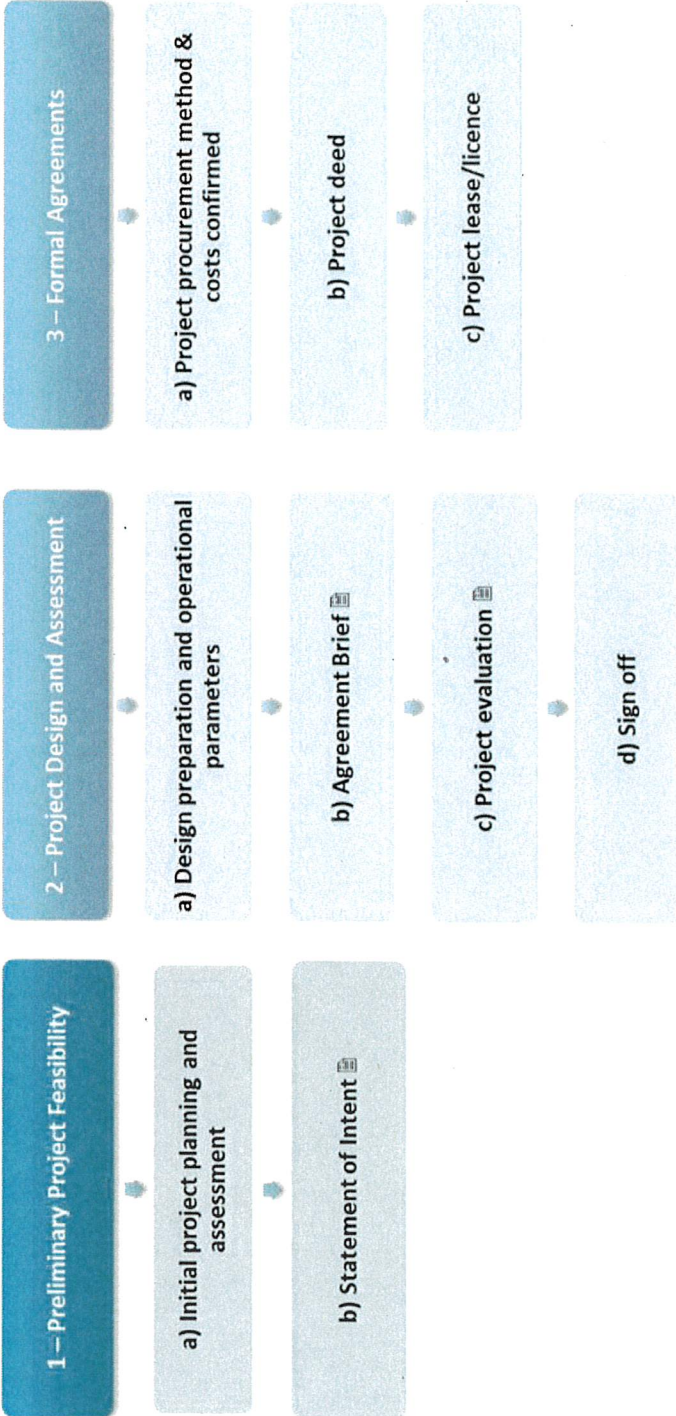 1 – Preliminary Project Feasibility
a) Initial project planning and
assessment
b) Statement of Intent
2 – Project Design and Assessment
a) Design preparation and operational
parameters
b) Agreement Brief
c) Project evaluation
d) Sign off
3 – Formal Agreements
a) Project procurement method &
costs confirmed
b) Project deed
c) Project lease/licence